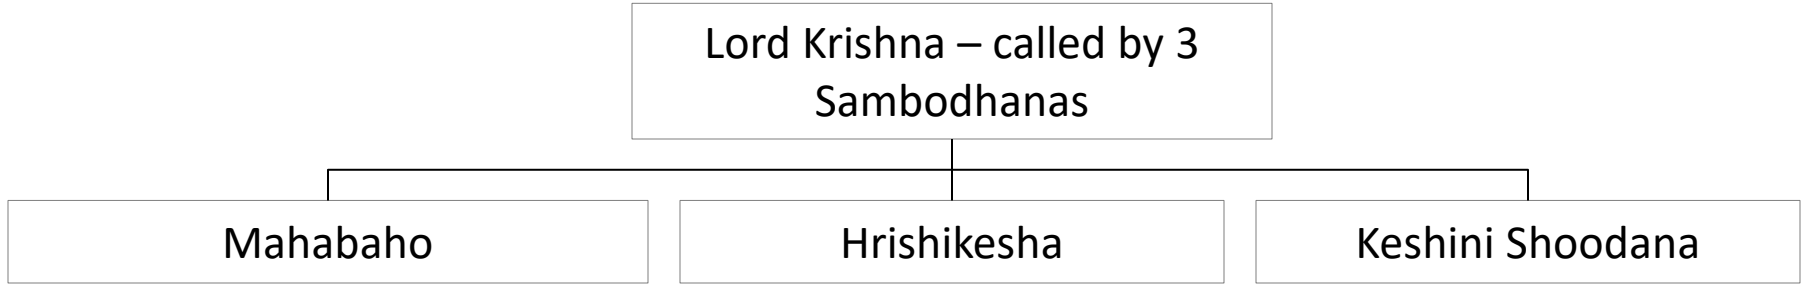 Lord Krishna – called by 3
Sambodhanas
Mahabaho
Hrishikesha
Keshini Shoodana